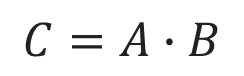 C = A · B